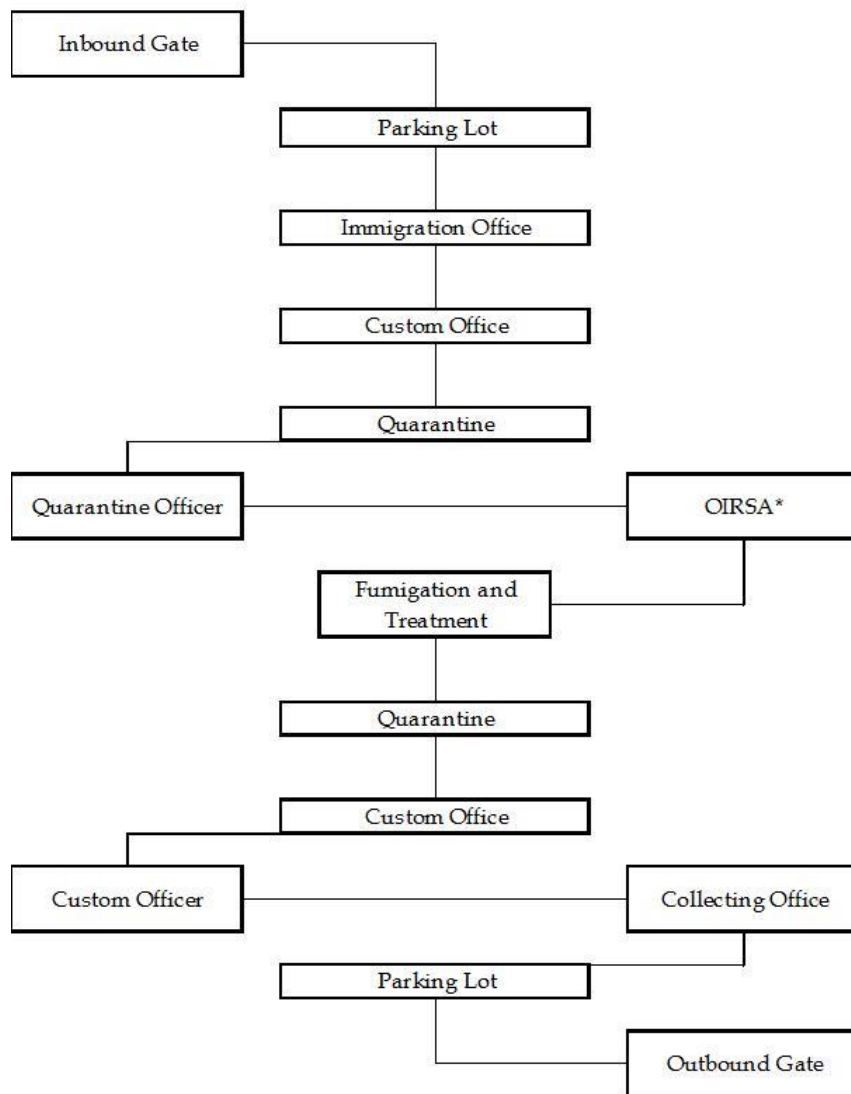 Inbound Gate
Parking Lot
Immigration Office
Custom Office
Quarantine
Quarantine Officer
OIRSA*
Fumigation and
Treatment
Quarantine
Custom Office
Custom Officer
Collecting Office
Parking Lot
Outbound Gate